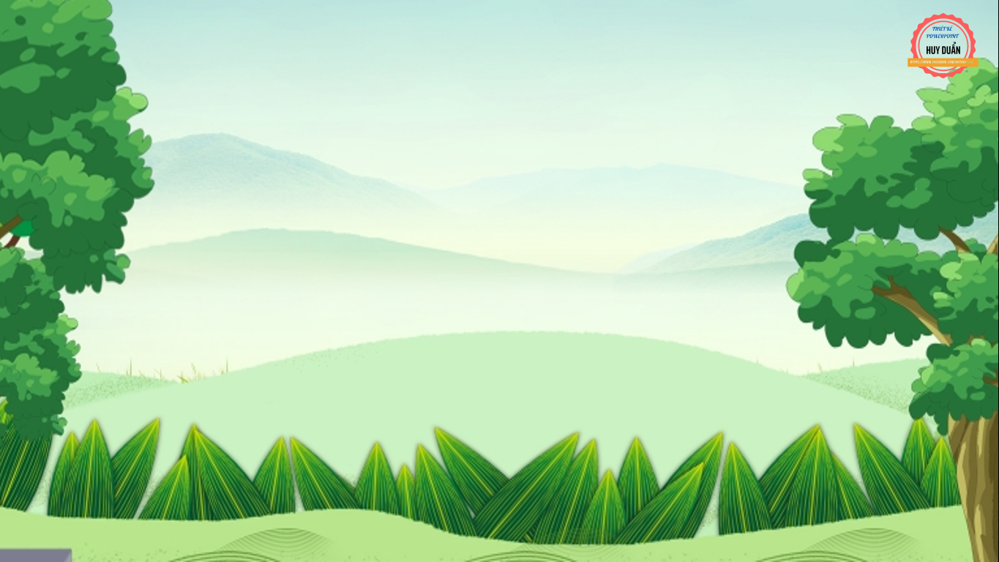 THIẾT KẾ
POWERPOINT
HUY DUẨN